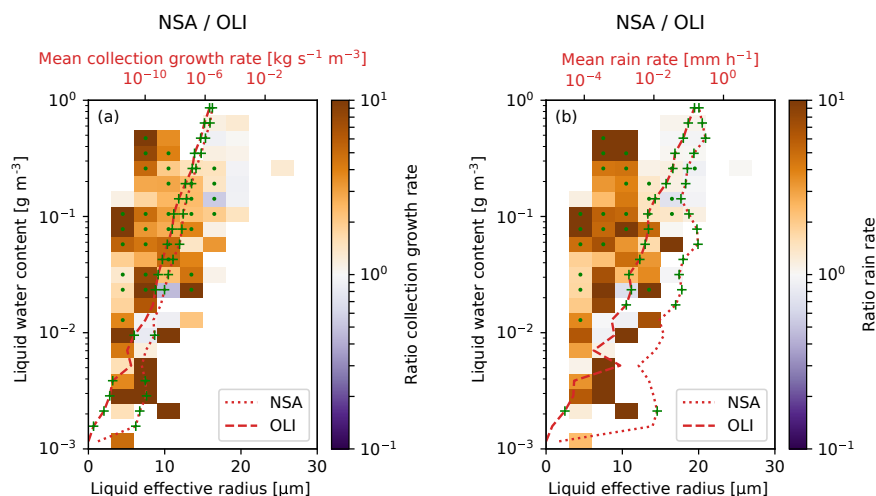 NSA / OLI
Mean collection growth rate [kg s⁻¹ m⁻³]
10⁻¹⁰ 10⁻⁶ 10⁻²
(a)
10⁰
10⁻¹
10⁻²
10⁻³
Liquid water content [g m⁻³]
NSA
OLI
0 10 20 30
Liquid effective radius [μm]
10¹
10⁰
10⁻¹
Ratio collection growth rate
NSA / OLI
Mean rain rate [mm h⁻¹]
10⁻⁴ 10⁻² 10⁰
(b)
10⁰
10⁻¹
10⁻²
10⁻³
Liquid water content [g m⁻³]
NSA
OLI
0 10 20 30
Liquid effective radius [μm]
10¹
10⁰
10⁻¹
Ratio rain rate